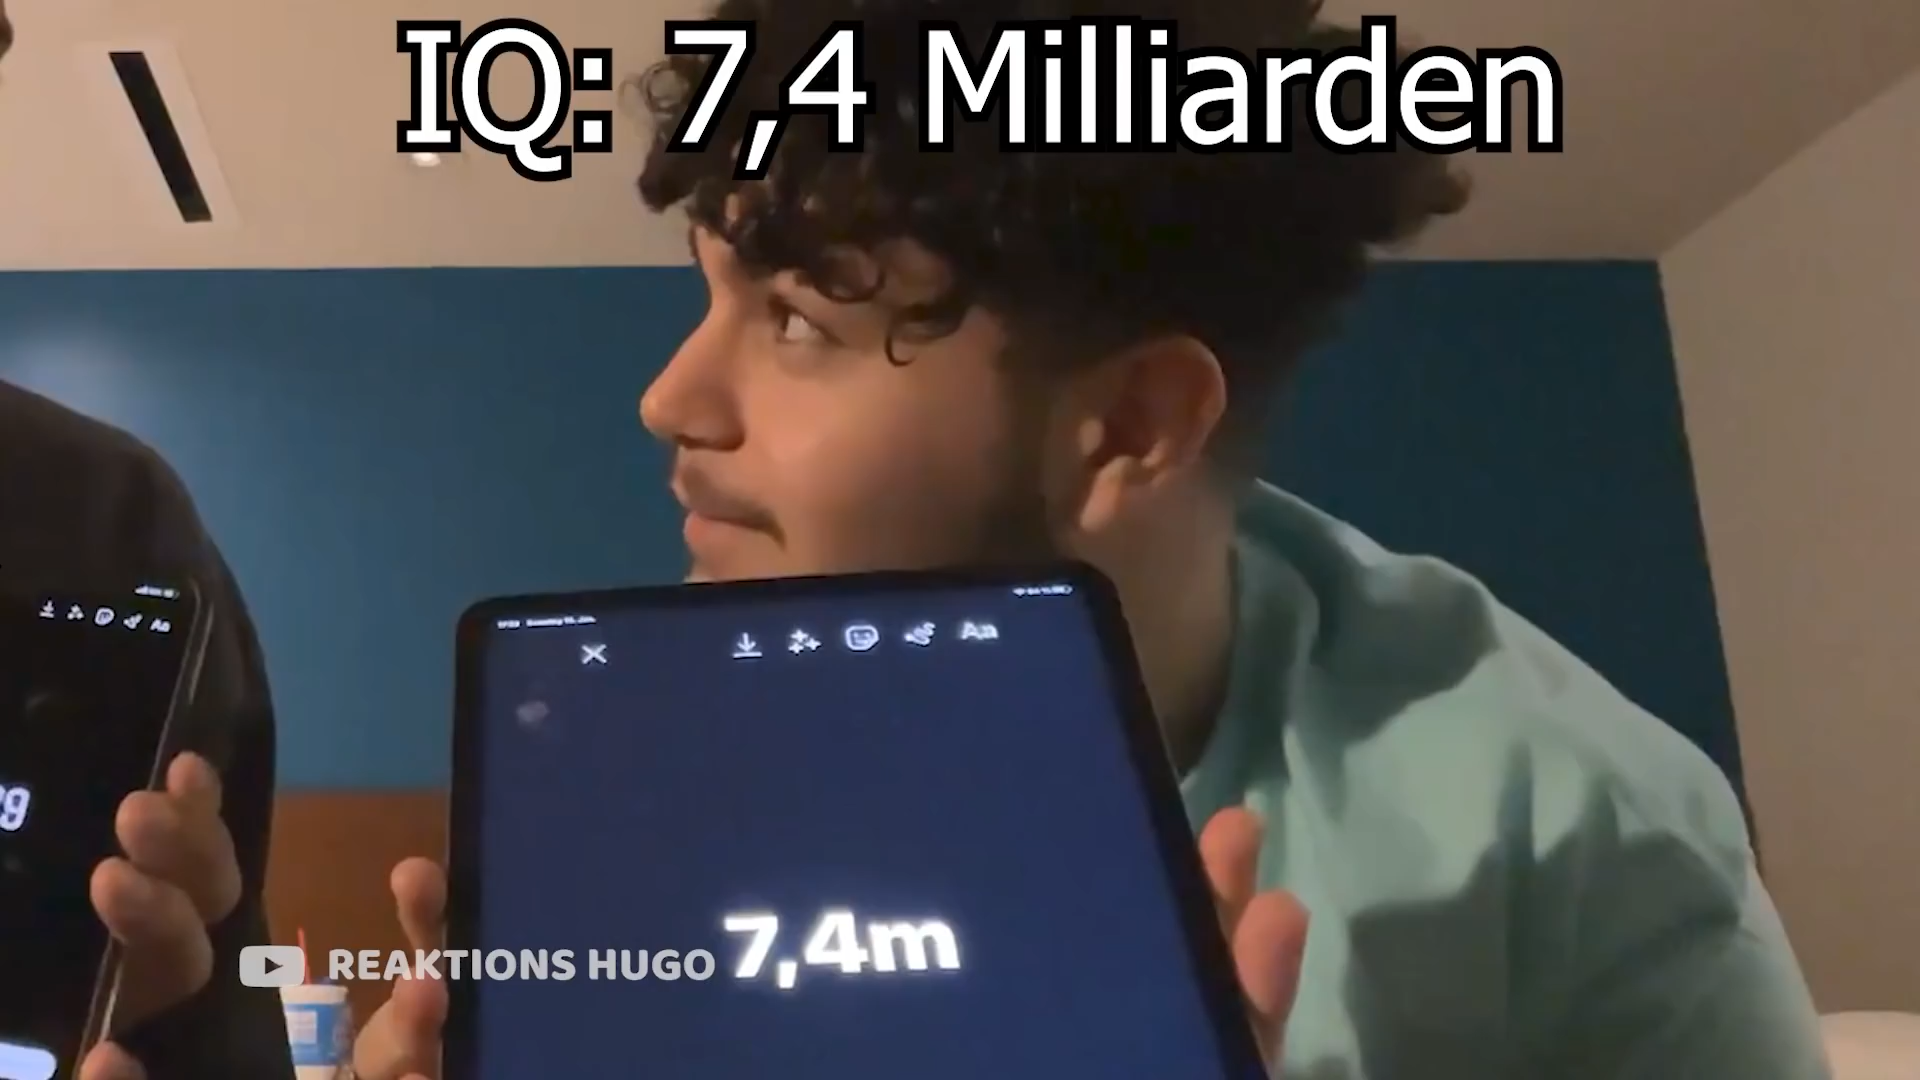 IQ: 7,4 Milliarden
Aa
Aa
7,4m
REAKTIONS HUGO